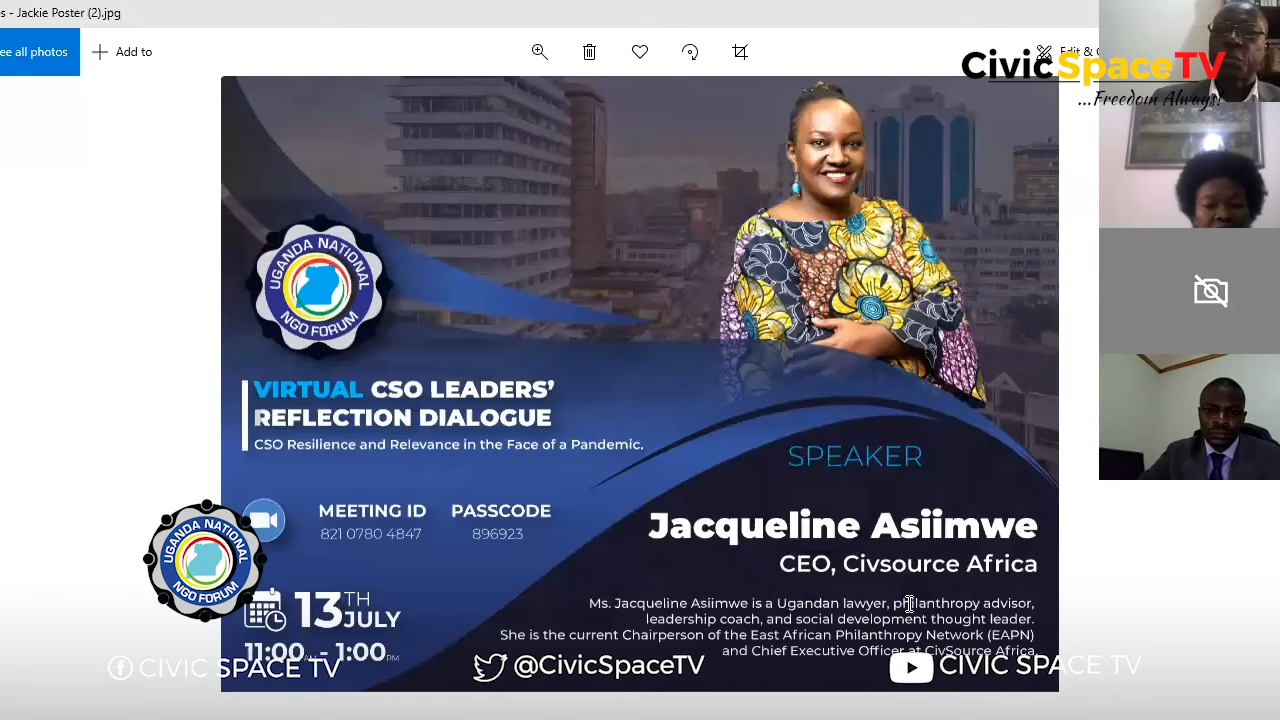 s - Jackie Poster (2).jpg
ee all photos
Add to
Edit & C
CivicSpaceTV
...Freedom Always!
UGANDA NATIONAL
NGO FORUM
VIRTUAL CSO LEADERS'
REFLECTION DIALOGUE
CSO Resilience and Relevance in the Face of a Pandemic.
SPEAKER
Jacqueline Asiimwe
CEO, Civsource Africa
MEETING ID
821 0780 4847
PASSCODE
896923
UGANDA NATIONAL
NGO FORUM
13TH
JULY
11:00AM - 1:00PM
Ms. Jacqueline Asiimwe is a Ugandan lawyer, philanthropy advisor,
leadership coach, and social development thought leader.
She is the current Chairperson of the East African Philanthropy Network (EAPN)
and Chief Executive Officer at CivSource Africa.
CIVIC SPACE TV
@CivicSpaceTV
CIVIC SPACE TV